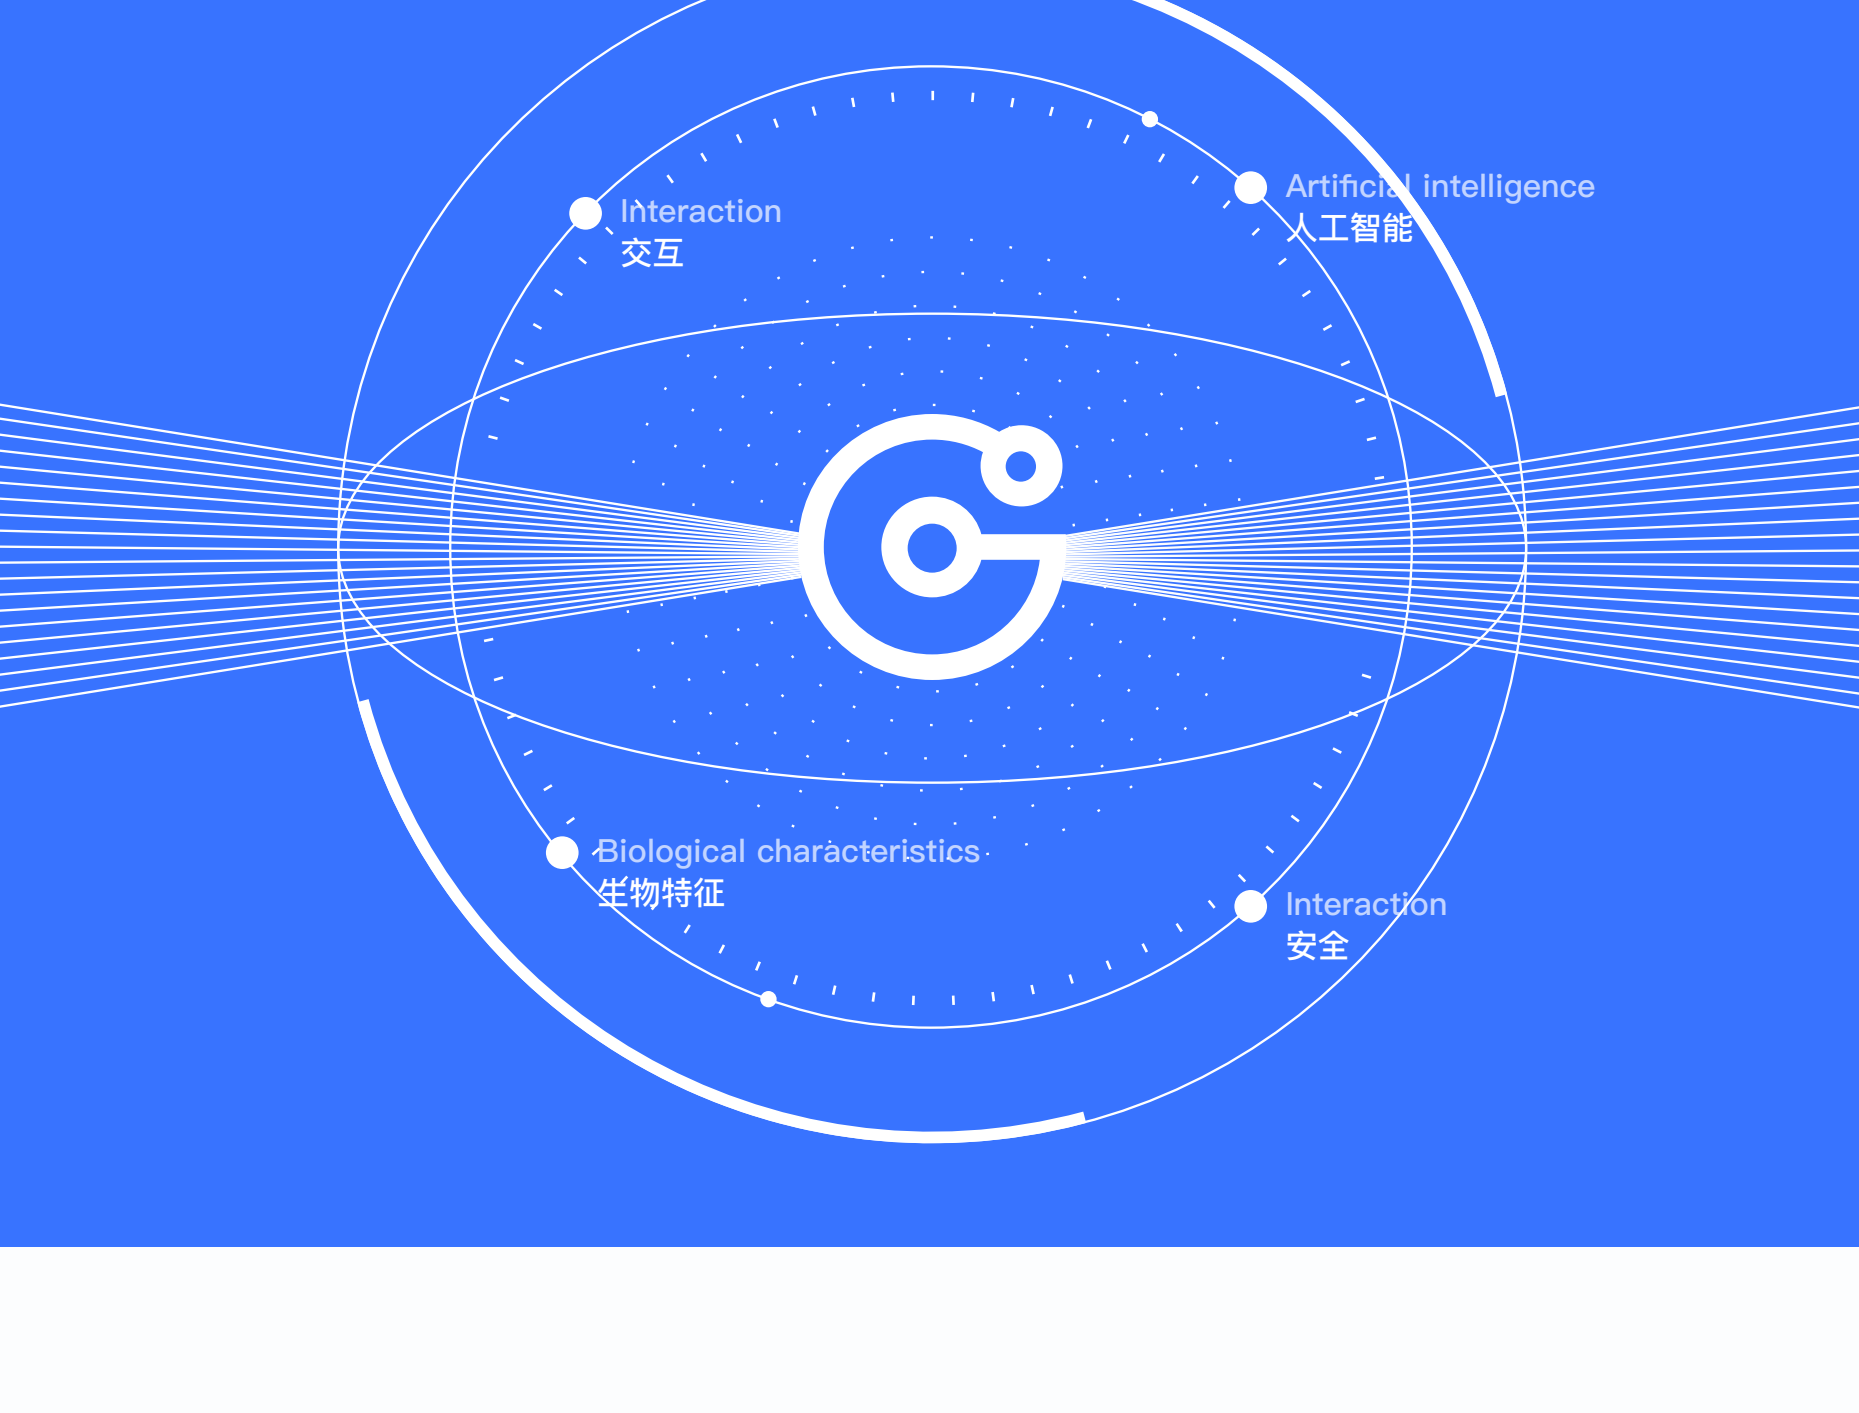 Interaction
交互
Artificial intelligence
人工智能
Biological characteristics
生物特征
Interaction
安全